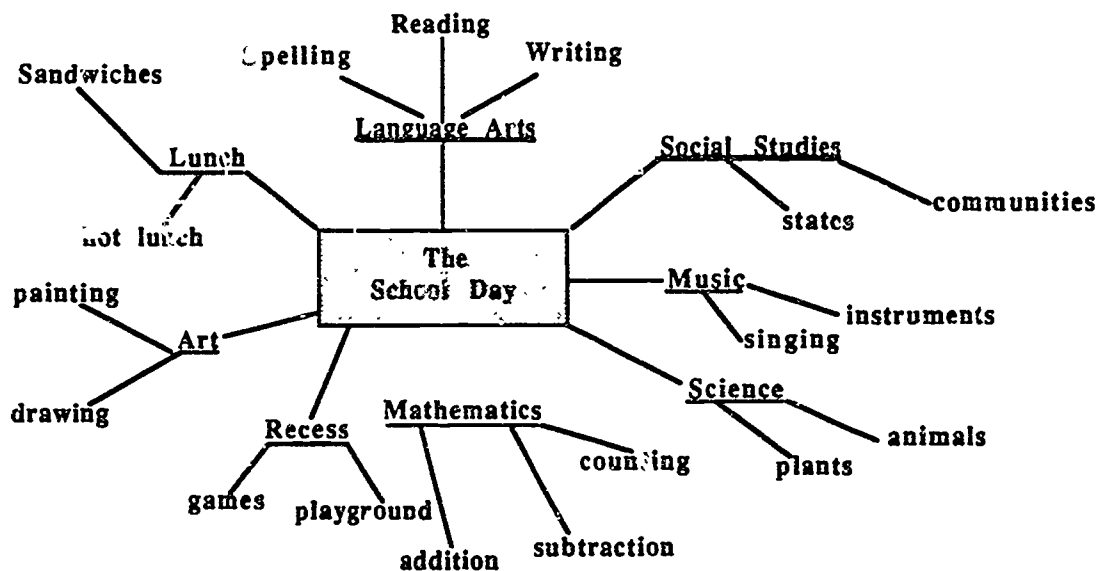 Reading
Spelling
Writing
Sandwiches
Language Arts
Lunch
Social Studies
communities
states
hot lunch
The
School Day
Music
painting
instruments
singing
Art
Science
drawing
Mathematics
Recess
animals
counting
plants
games
playground
subtraction
addition